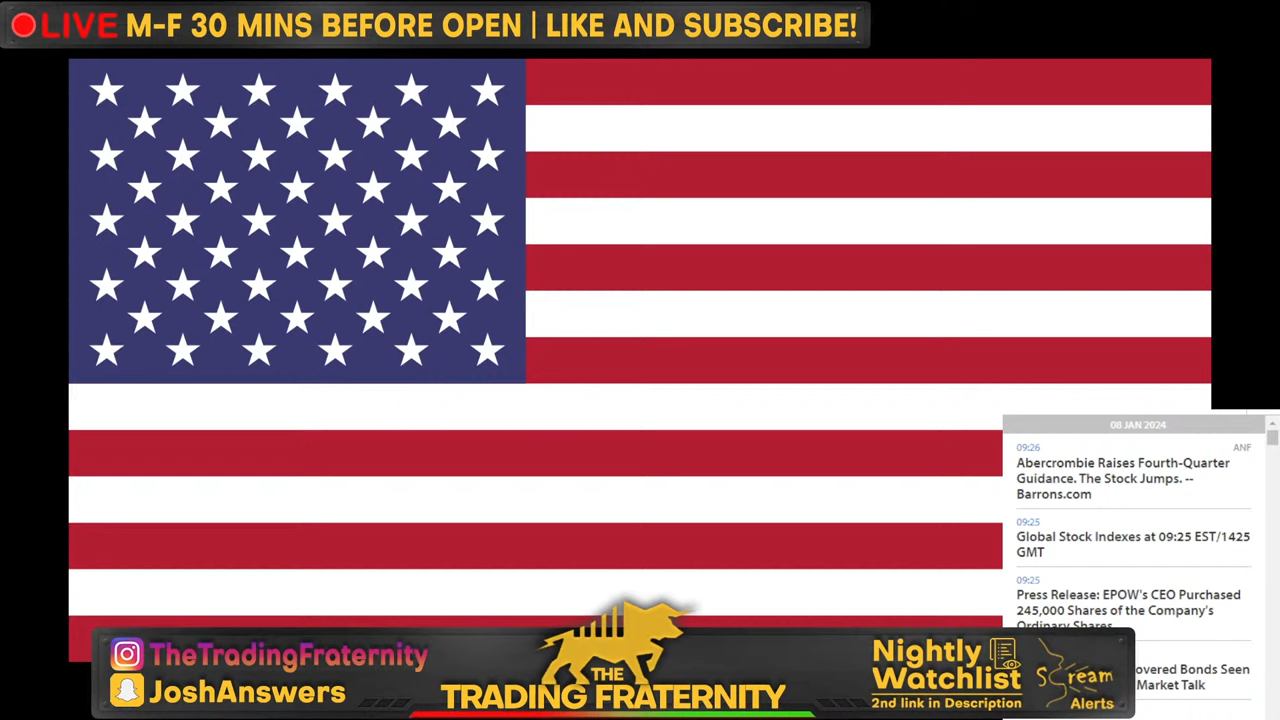 LIVE M-F 30 MINS BEFORE OPEN | LIKE AND SUBSCRIBE!
08 JAN 2024
09:26 ANF
Abercrombie Raises Fourth-Quarter
Guidance. The Stock Jumps. --
Barrons.com
09:25
Global Stock Indexes at 09:25 EST/1425
GMT
09:25
Press Release: EPOW's CEO Purchased
245,000 Shares of the Company's
Ordinary Shares
overed Bonds Seen
Market Talk
TheTradingFraternity
JoshAnswers
THE
TRADING FRATERNITY
Nightly
Watchlist
2nd link in Description
Scream
Alerts